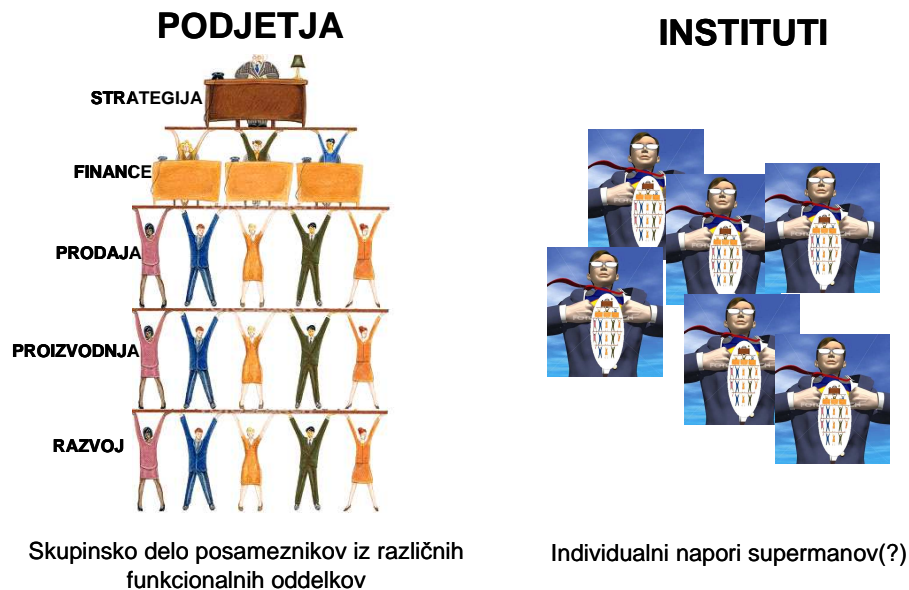 PODJETJA
STRATEGIJA
FINANCE
PRODAJA
PROIZVODNJA
RAZVOJ
Skupinsko delo posameznikov iz različnih
funkcionalnih oddelkov
INSTITUTI
Individualni napori supermanov(?)